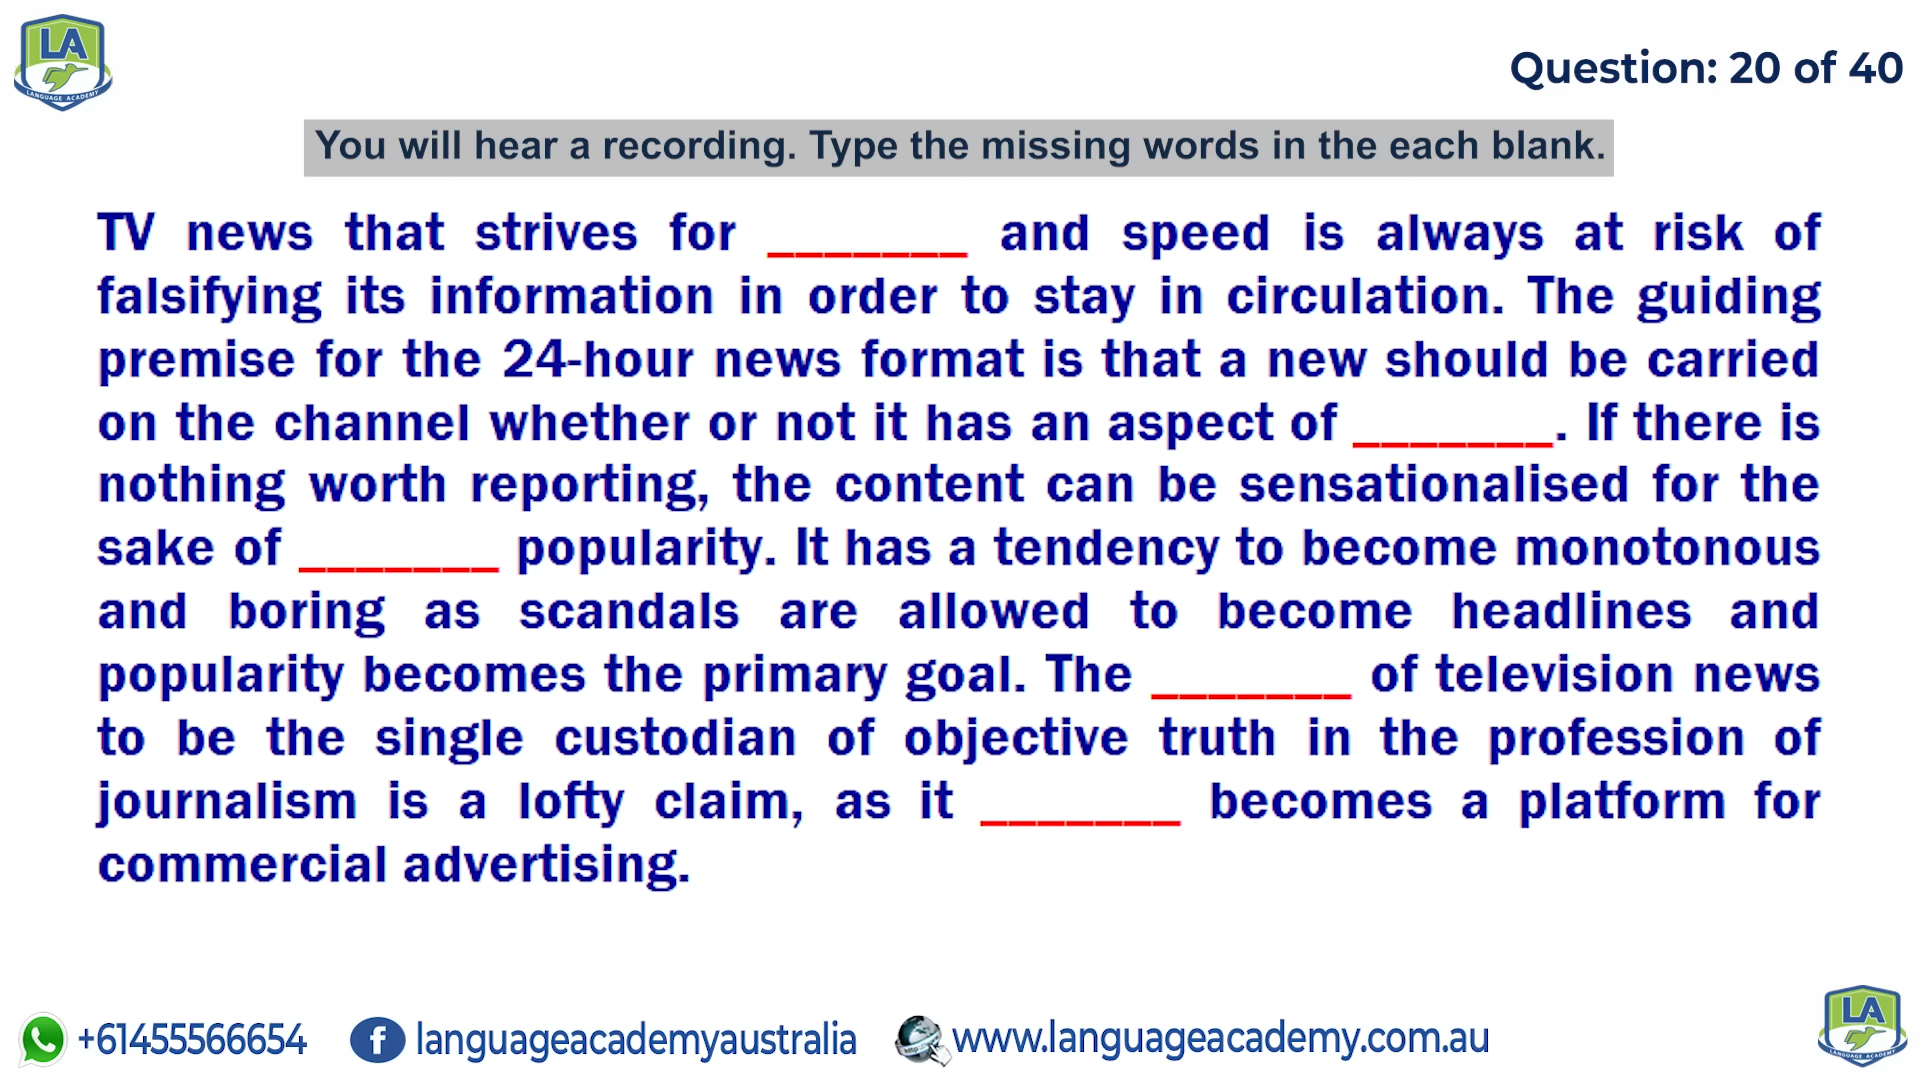 LA
LANGUAGE ACADEMY
Question: 20 of 40
You will hear a recording. Type the missing words in the each blank.
TV news that strives for _______ and speed is always at risk of
falsifying its information in order to stay in circulation. The guiding
premise for the 24-hour news format is that a new should be carried
on the channel whether or not it has an aspect of _______. If there is
nothing worth reporting, the content can be sensationalised for the
sake of _______ popularity. It has a tendency to become monotonous
and boring as scandals are allowed to become headlines and
popularity becomes the primary goal. The _______ of television news
to be the single custodian of objective truth in the profession of
journalism is a lofty claim, as it _______ becomes a platform for
commercial advertising.
+61455566654 languageacademyaustralia www.languageacademy.com.au
LA
LANGUAGE ACADEMY